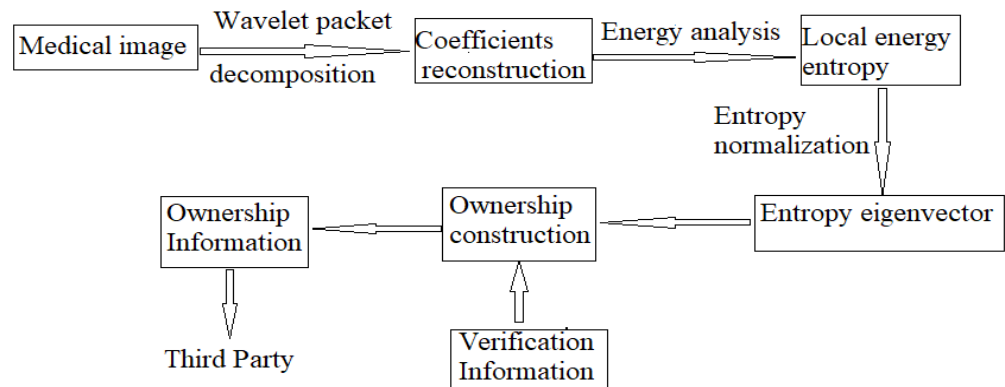 Medical image
Wavelet packet
decomposition
Coefficients
reconstruction
Energy analysis
Local energy
entropy
Entropy
normalization
Entropy eigenvector
Ownership
construction
Verification
Information
Ownership
Information
Third Party